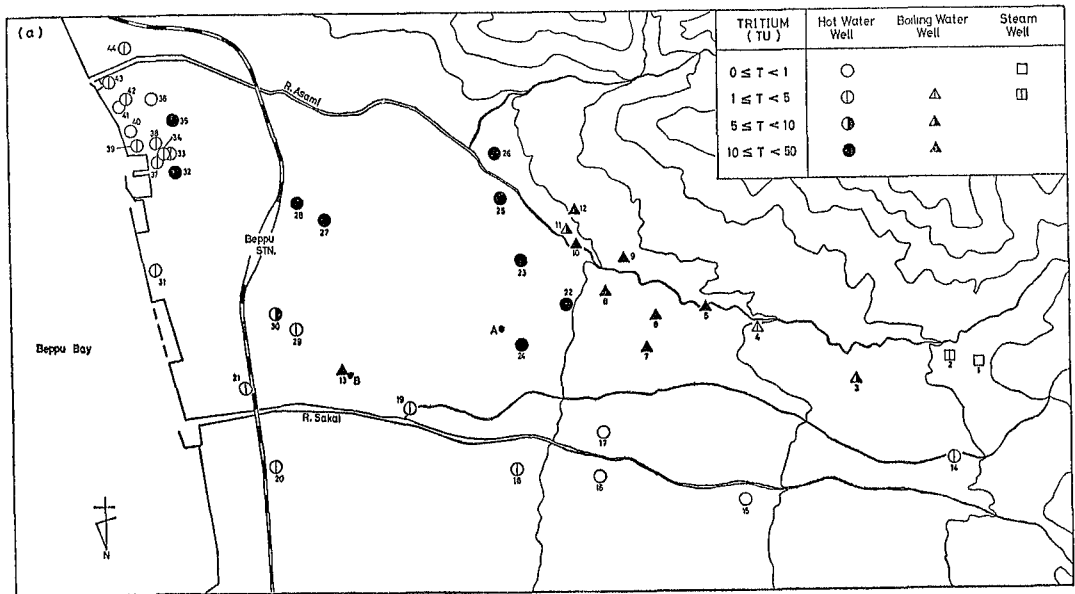 (a)
TRITIUM
(TU)
Hot Water
Well
Boiling Water
Well
Steam
Well
0 ≤ T < 1
1 ≤ T < 5
5 ≤ T < 10
10 ≤ T < 50
R. Asami
Beppu
STN.
Beppu Bay
R. Sakai
N
A
B
44
43
42
41
40
36
35
39
38
34
33
37
32
26
25
28
27
12
11
10
9
23
31
22
8
6
5
4
30
29
24
7
2
1
13
3
21
19
17
14
20
18
16
15